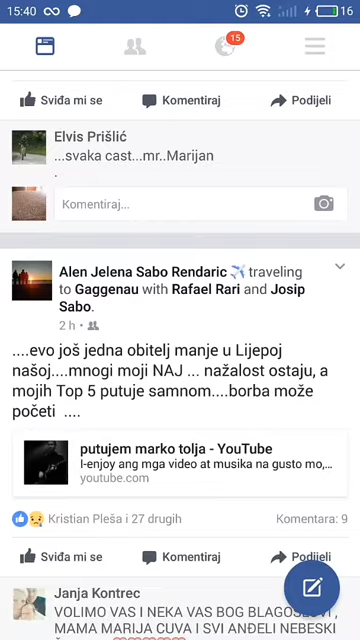 15:40
16
15
Sviđa mi se Komentiraj Podijeli
Elvis Prišlić
...svaka cast...mr..Marijan
.
Komentiraj...
Alen Jelena Sabo Rendaric traveling
to Gaggenau with Rafael Rari and Josip
Sabo.
2 h
....evo još jedna obitelj manje u Lijepoj
našoj....mnogi moji NAJ ... nažalost ostaju, a
mojih Top 5 putuje samnom....borba može
početi ....
putujem marko tolja - YouTube
I-enjoy ang mga video at musika na gusto mo,...
youtube.com
Kristian Pleša i 27 drugih Komentara: 9
Sviđa mi se Komentiraj Podijeli
Janja Kontrec
VOLIMO VAS I NEKA VAS BOG BLAGOSLOVI ,
MAMA MARIJA CUVA I SVI ANĐELI NEBESKI